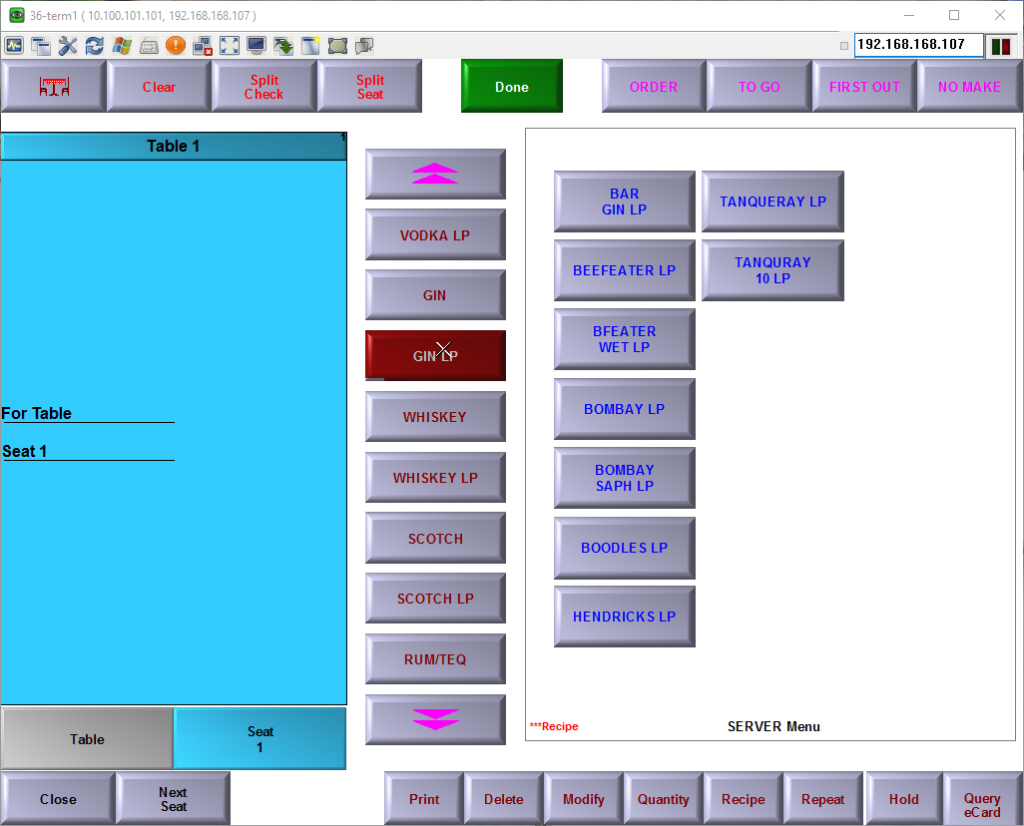 36-term1 ( 10.100.101.101, 192.168.168.107 )
192.168.168.107
Clear
Split
Check
Split
Seat
Done
ORDER
TO GO
FIRST OUT
NO MAKE
Table 1
1
For Table
Seat 1
Table
Seat
1
Close
Next
Seat
VODKA LP
GIN
GIN LP
WHISKEY
WHISKEY LP
SCOTCH
SCOTCH LP
RUM/TEQ
BAR
GIN LP
TANQUERAY LP
BEEFEATER LP
TANQURAY
10 LP
BFEATER
WET LP
BOMBAY LP
BOMBAY
SAPH LP
BOODLES LP
HENDRICKS LP
***Recipe
SERVER Menu
Print
Delete
Modify
Quantity
Recipe
Repeat
Hold
Query
eCard